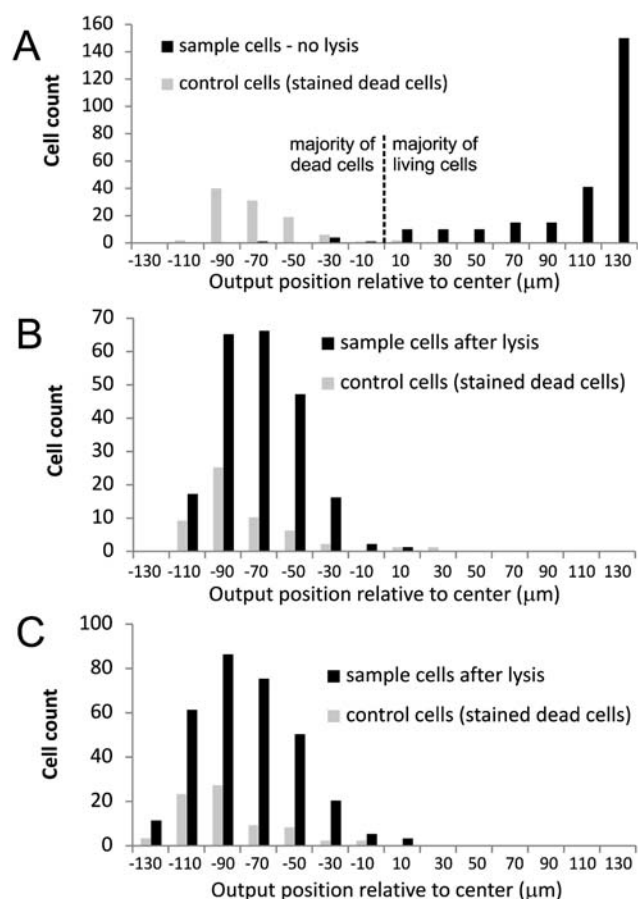 A
160
140
120
100
80
60
40
20
0
Cell count
sample cells - no lysis
control cells (stained dead cells)
majority of dead cells
majority of living cells
-130 -110 -90 -70 -50 -30 -10 10 30 50 70 90 110 130
Output position relative to center (μm)
B
70
60
50
40
30
20
10
0
Cell count
sample cells after lysis
control cells (stained dead cells)
-130 -110 -90 -70 -50 -30 -10 10 30 50 70 90 110 130
Output position relative to center (μm)
C
100
80
60
40
20
0
Cell count
sample cells after lysis
control cells (stained dead cells)
-130 -110 -90 -70 -50 -30 -10 10 30 50 70 90 110 130
Output position relative to center (μm)